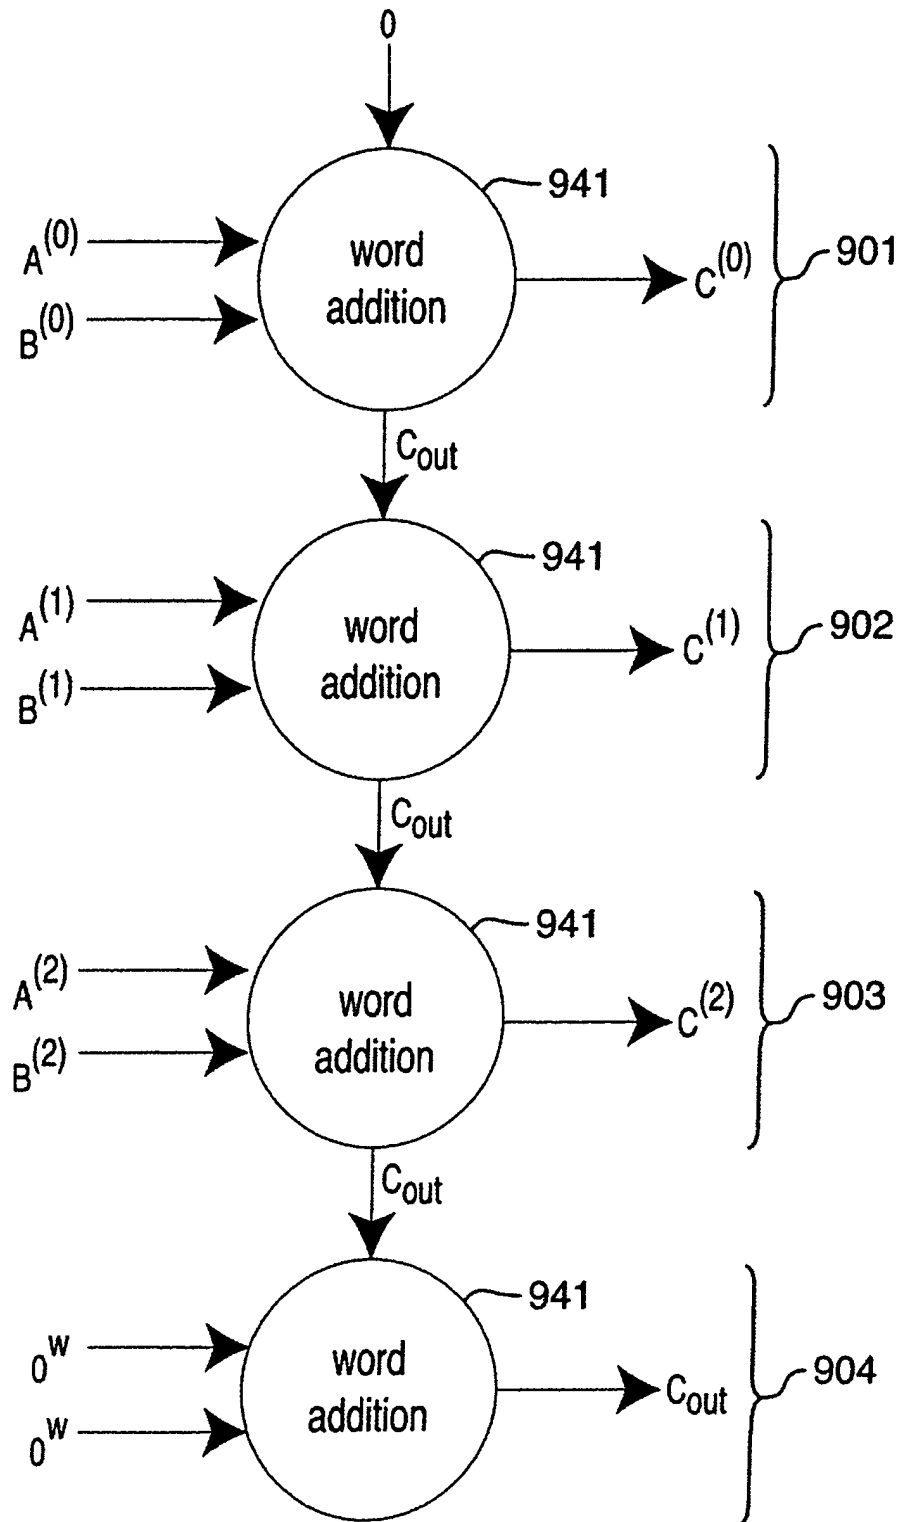 0
941
A(0)
word
addition
C(0)
901
B(0)
Cout
941
A(1)
word
addition
C(1)
902
B(1)
Cout
941
A(2)
word
addition
C(2)
903
B(2)
Cout
941
0w
word
addition
Cout
904
0w